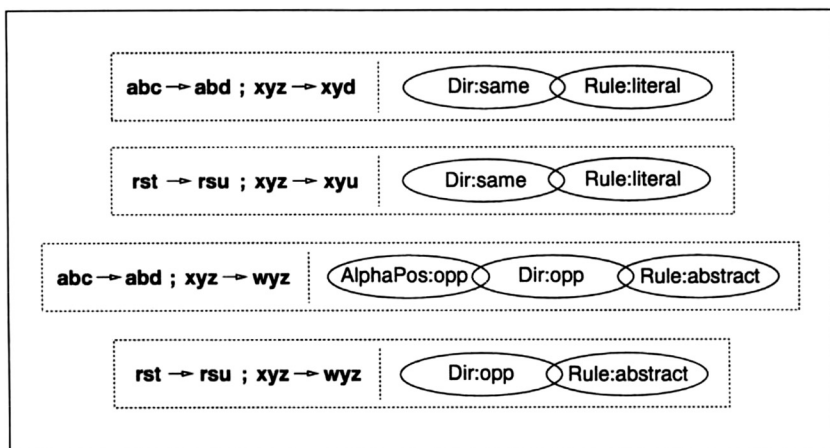 abc → abd ; xyz → xyd Dir:same Rule:literal
rst → rsu ; xyz → xyu Dir:same Rule:literal
abc → abd ; xyz → wyz AlphaPos:opp Dir:opp Rule:abstract
rst → rsu ; xyz → wyz Dir:opp Rule:abstract